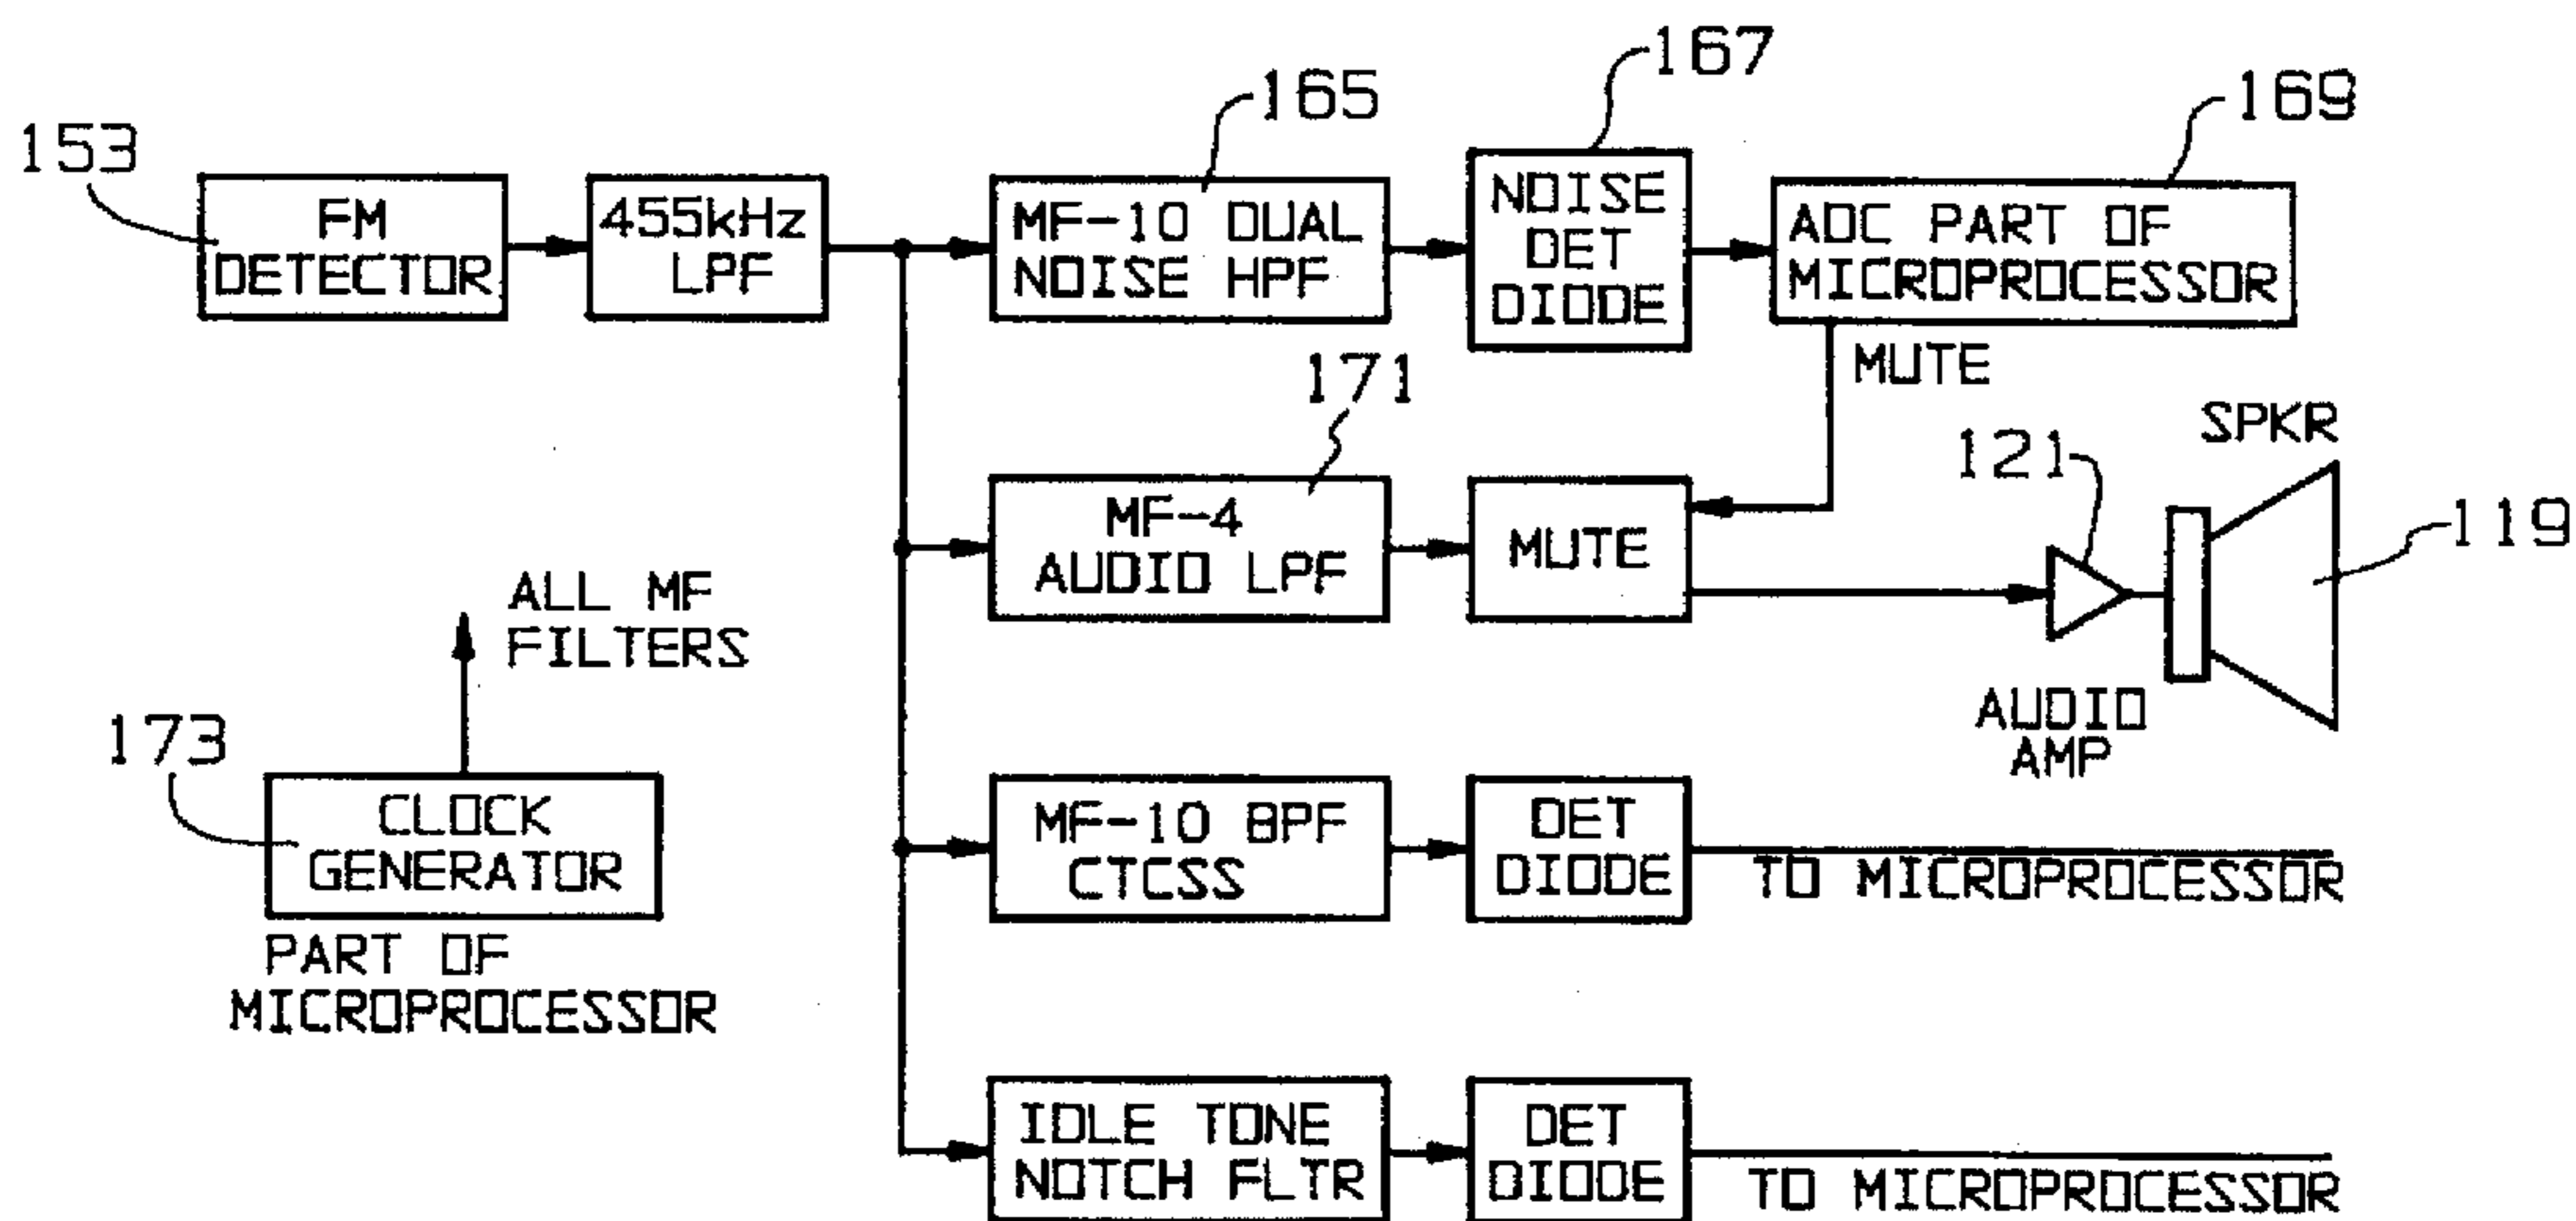 167
165
169
153
FM
DETECTOR
455kHz
LPF
MF-10 DUAL
NOISE HPF
NOISE
DET
DIODE
ADC PART OF
MICROPROCESSOR
MUTE
171
SPKR
121
119
MF-4
AUDIO LPF
MUTE
ALL MF
FILTERS
AUDIO
AMP
173
CLOCK
GENERATOR
PART OF
MICROPROCESSOR
MF-10 BPF
CTCSS
DET
DIODE
TO MICROPROCESSOR
IDLE TONE
NOTCH FLTR
DET
DIODE
TO MICROPROCESSOR